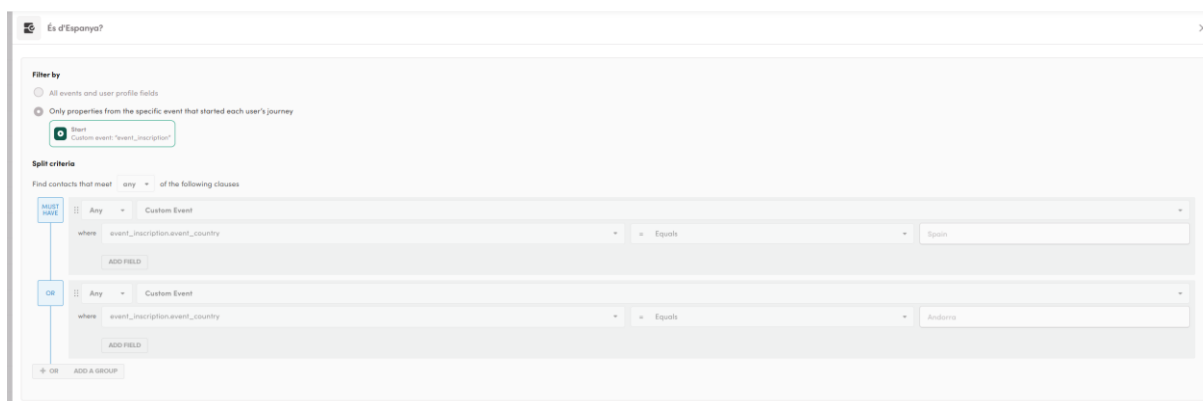 És d'Espanya?
Filter by
All events and user profile fields
Only properties from the specific event that started each user's journey
Start
Custom event: "event_inscription"
Split criteria
Find contacts that meet any of the following clauses
MUST HAVE Any Custom Event
where event_inscription.event_country = Equals Spain
ADD FIELD
OR Any Custom Event
where event_inscription.event_country = Equals Andorra
ADD FIELD
+ OR ADD A GROUP